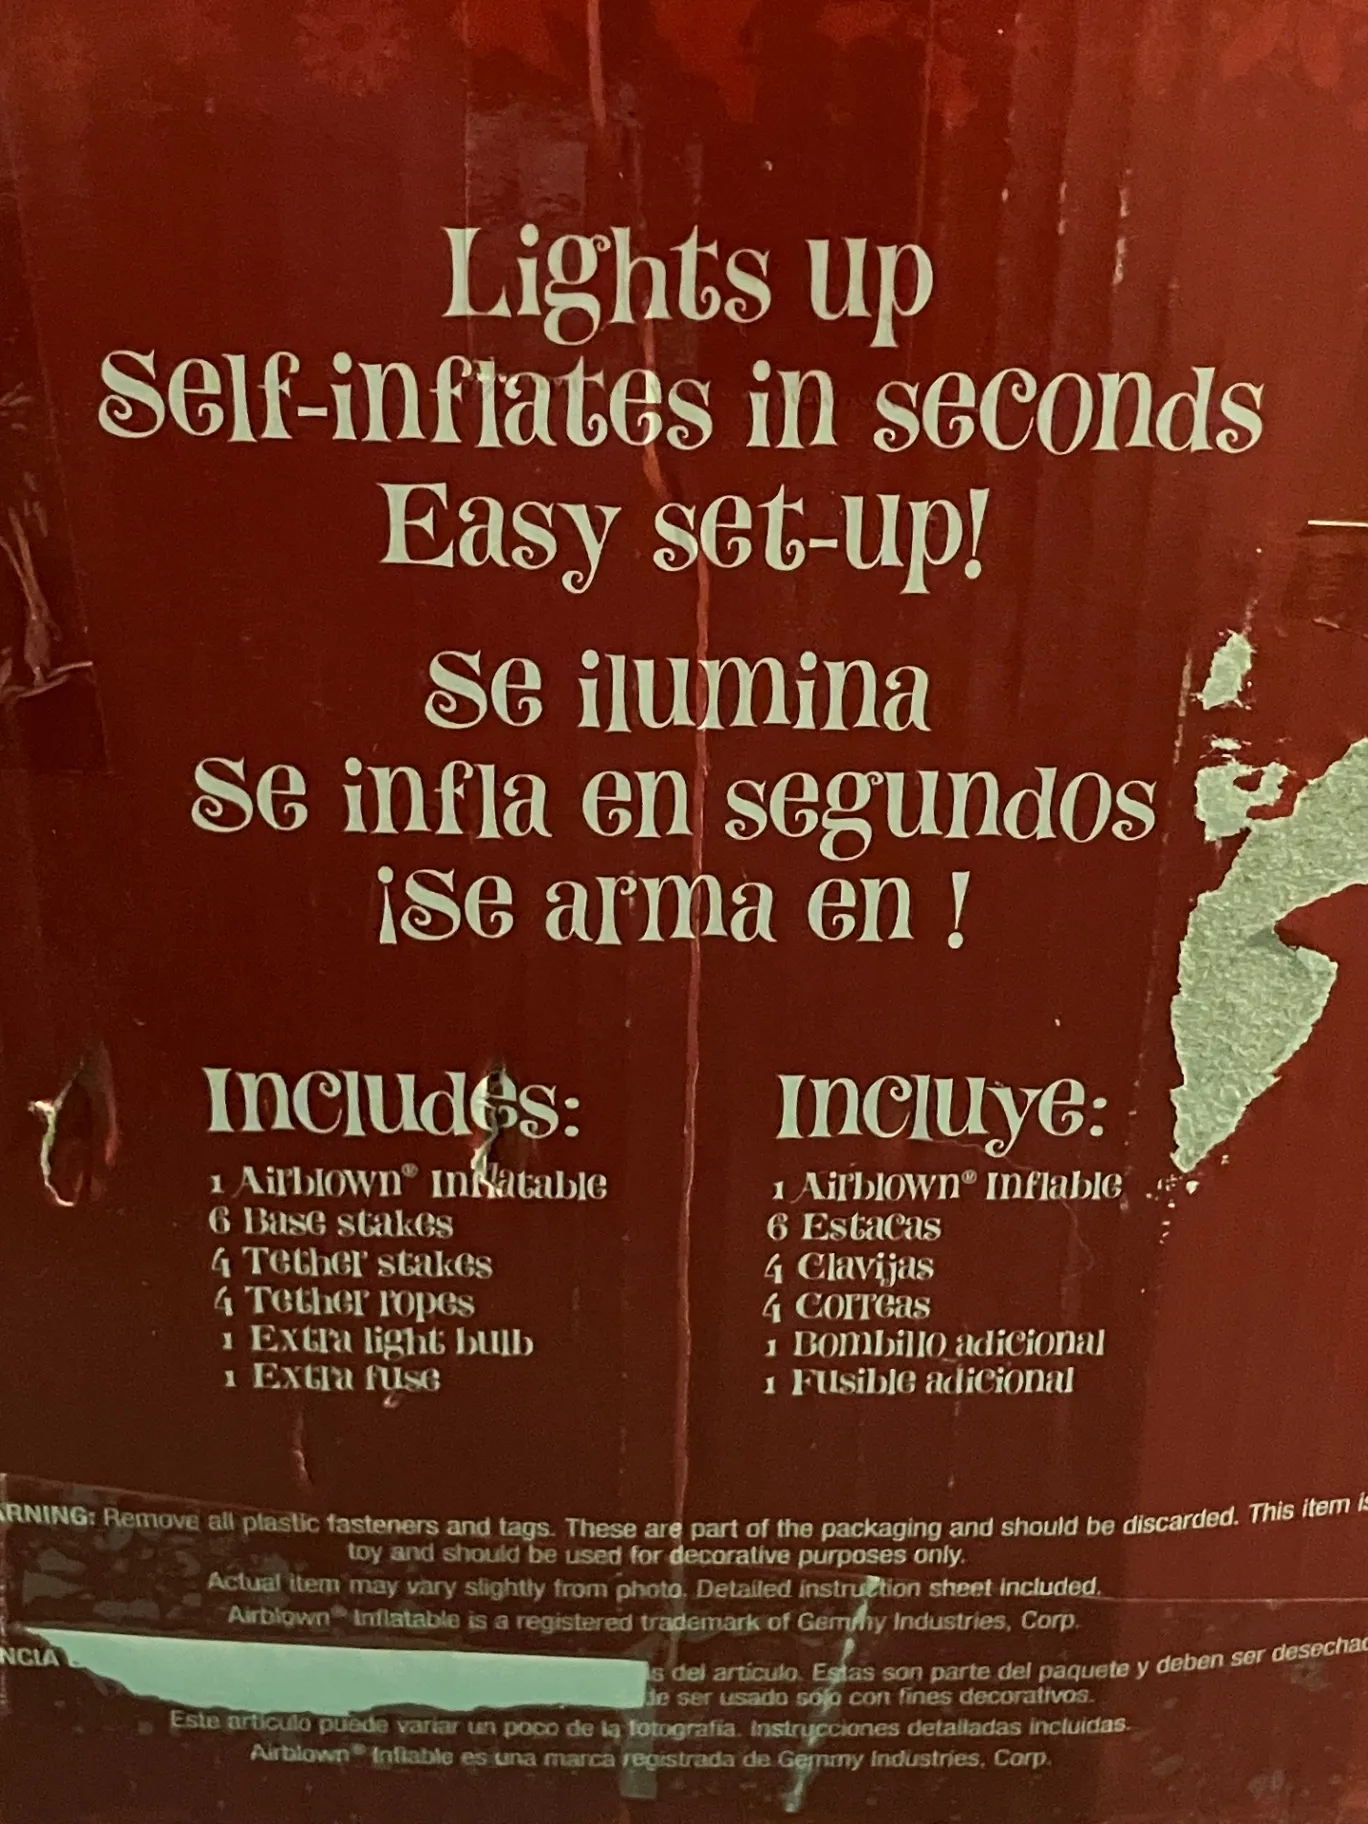 Lights up
Self-inflates in seconds
Easy set-up!
Se ilumina
Se infla en segundos
¡Se arma en !
Includes:
1 Airblown® Inflatable
6 Base stakes
4 Tether stakes
4 Tether ropes
1 Extra light bulb
1 Extra fuse
Incluye:
1 Airblown® Inflable
6 Estacas
4 Clavijas
4 Correas
1 Bombillo adicional
1 Fusible adicional
ARNING: Remove all plastic fasteners and tags. These are part of the packaging and should be discarded. This item is
toy and should be used for decorative purposes only.
Actual item may vary slightly from photo. Detailed instruction sheet included.
Airblown® Inflatable is a registered trademark of Gemmy Industries, Corp.
NCIA s del artículo. Estas son parte del paquete y deben ser desechad
de ser usado solo con fines decorativos.
Este artículo puede variar un poco de la fotografía. Instrucciones detalladas incluidas.
Airblown® Inflable es una marca registrada de Gemmy Industries, Corp.